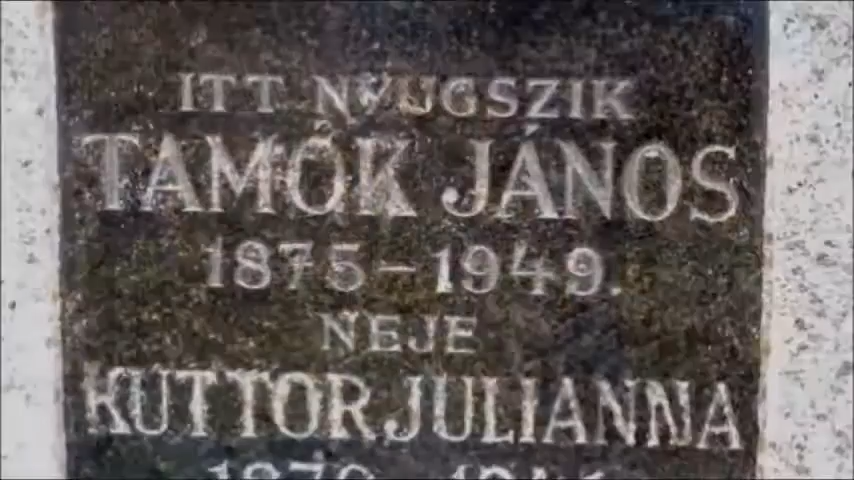 ITT NYUGSZIK
TAMÓK JÁNOS
1875-1949.
NEJE
KUTTOR JULIANNA